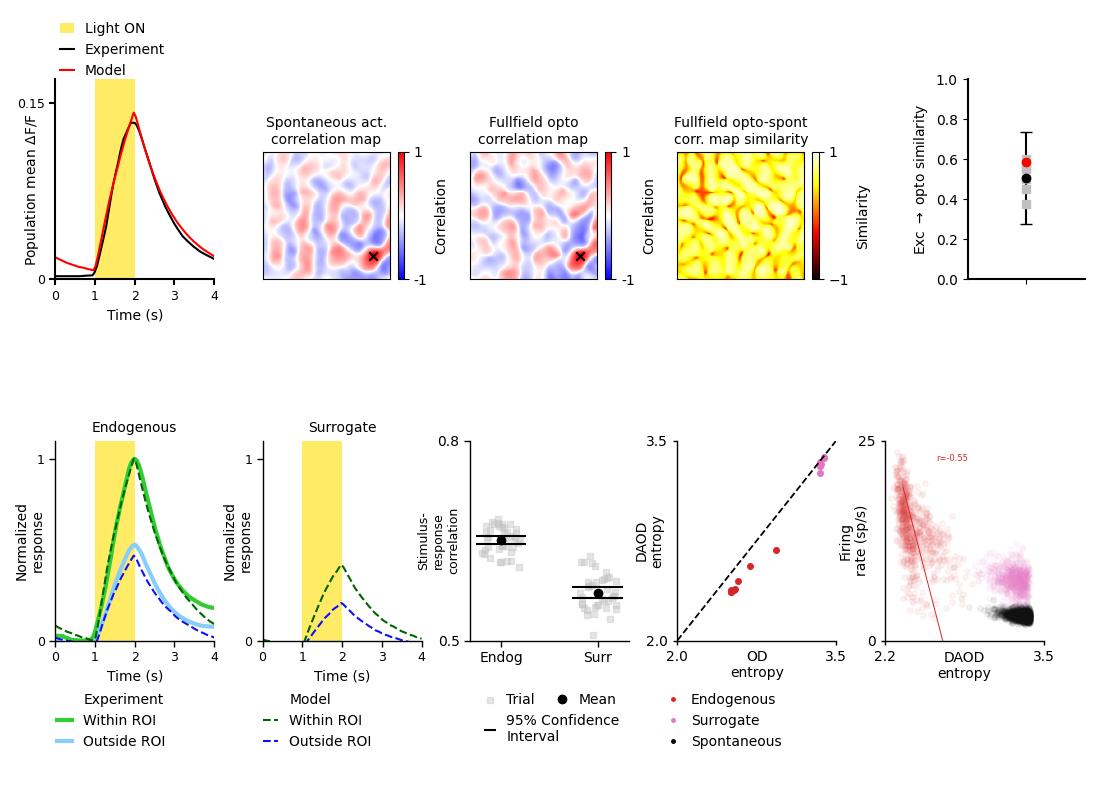 Light ON
Experiment
Model
Population mean ΔF/F
0.15
0
0
1
2
3
4
Time (s)
Spontaneous act.
correlation map
1
-1
Correlation
Fullfield opto
correlation map
1
-1
Correlation
Fullfield opto-spont
corr. map similarity
1
−1
Similarity
Exc → opto similarity
1.0
0.8
0.6
0.4
0.2
0.0
Endogenous
Normalized
response
1
0
0
1
2
3
4
Time (s)
Experiment
Within ROI
Outside ROI
Surrogate
Normalized
response
1
0
0
1
2
3
4
Time (s)
Model
Within ROI
Outside ROI
Stimulus-
response
correlation
0.8
0.5
Endog
Surr
Trial
Mean
95% Confidence
Interval
DAOD
entropy
3.5
2.0
2.0
3.5
OD
entropy
Endogenous
Surrogate
Spontaneous
Firing
rate (sp/s)
25
0
r=-0.55
2.2
3.5
DAOD
entropy